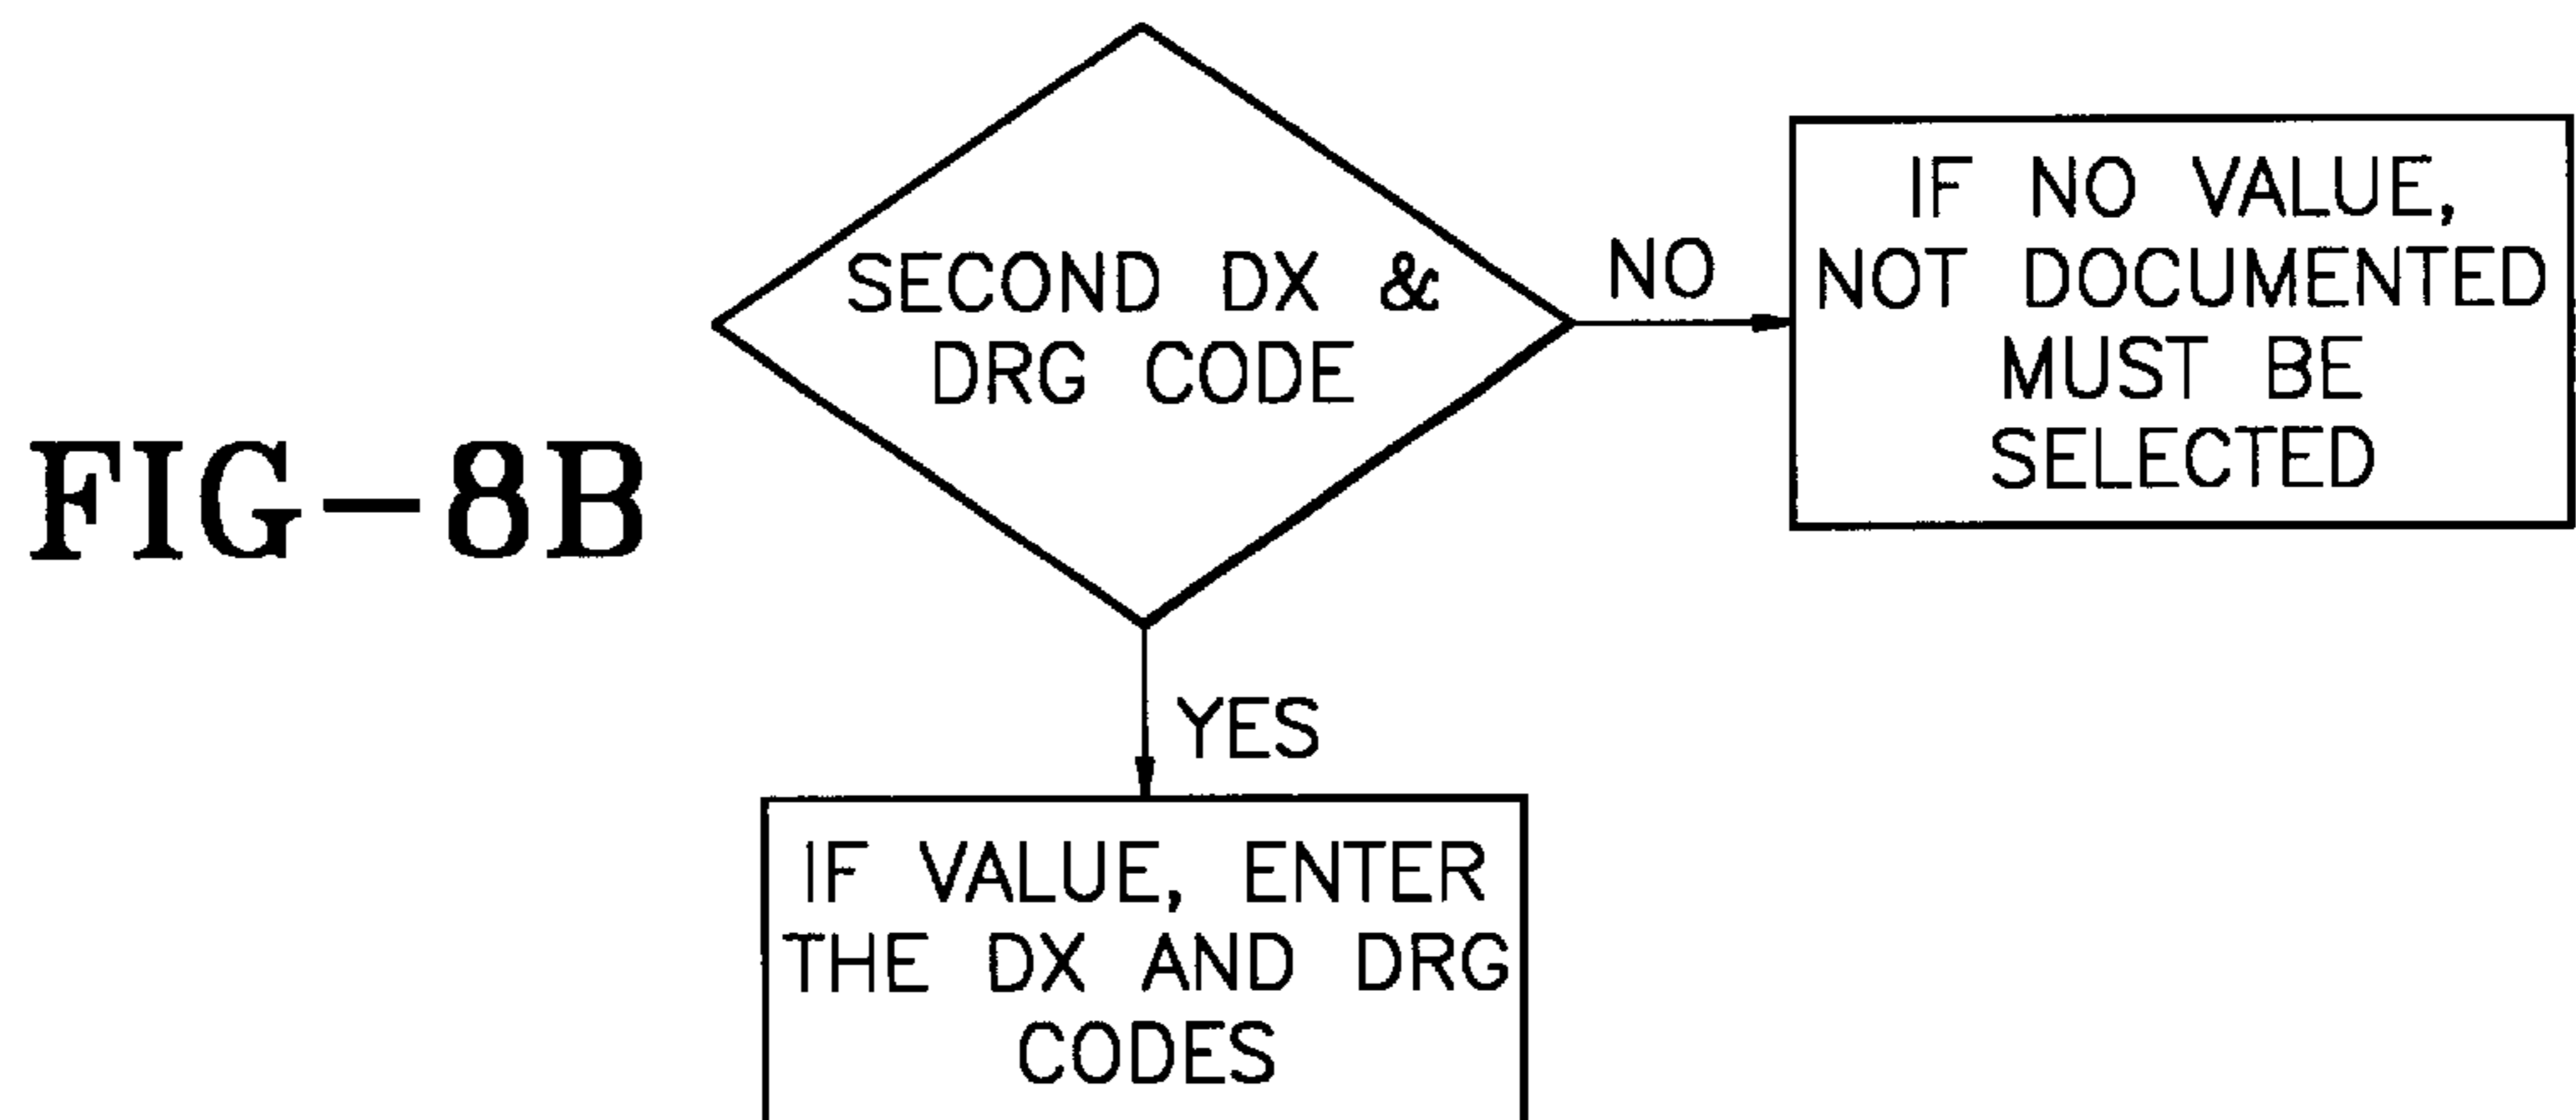 SECOND DX &
DRG CODE
NO
IF NO VALUE,
NOT DOCUMENTED
MUST BE
SELECTED
FIG-8B
YES
IF VALUE, ENTER
THE DX AND DRG
CODES